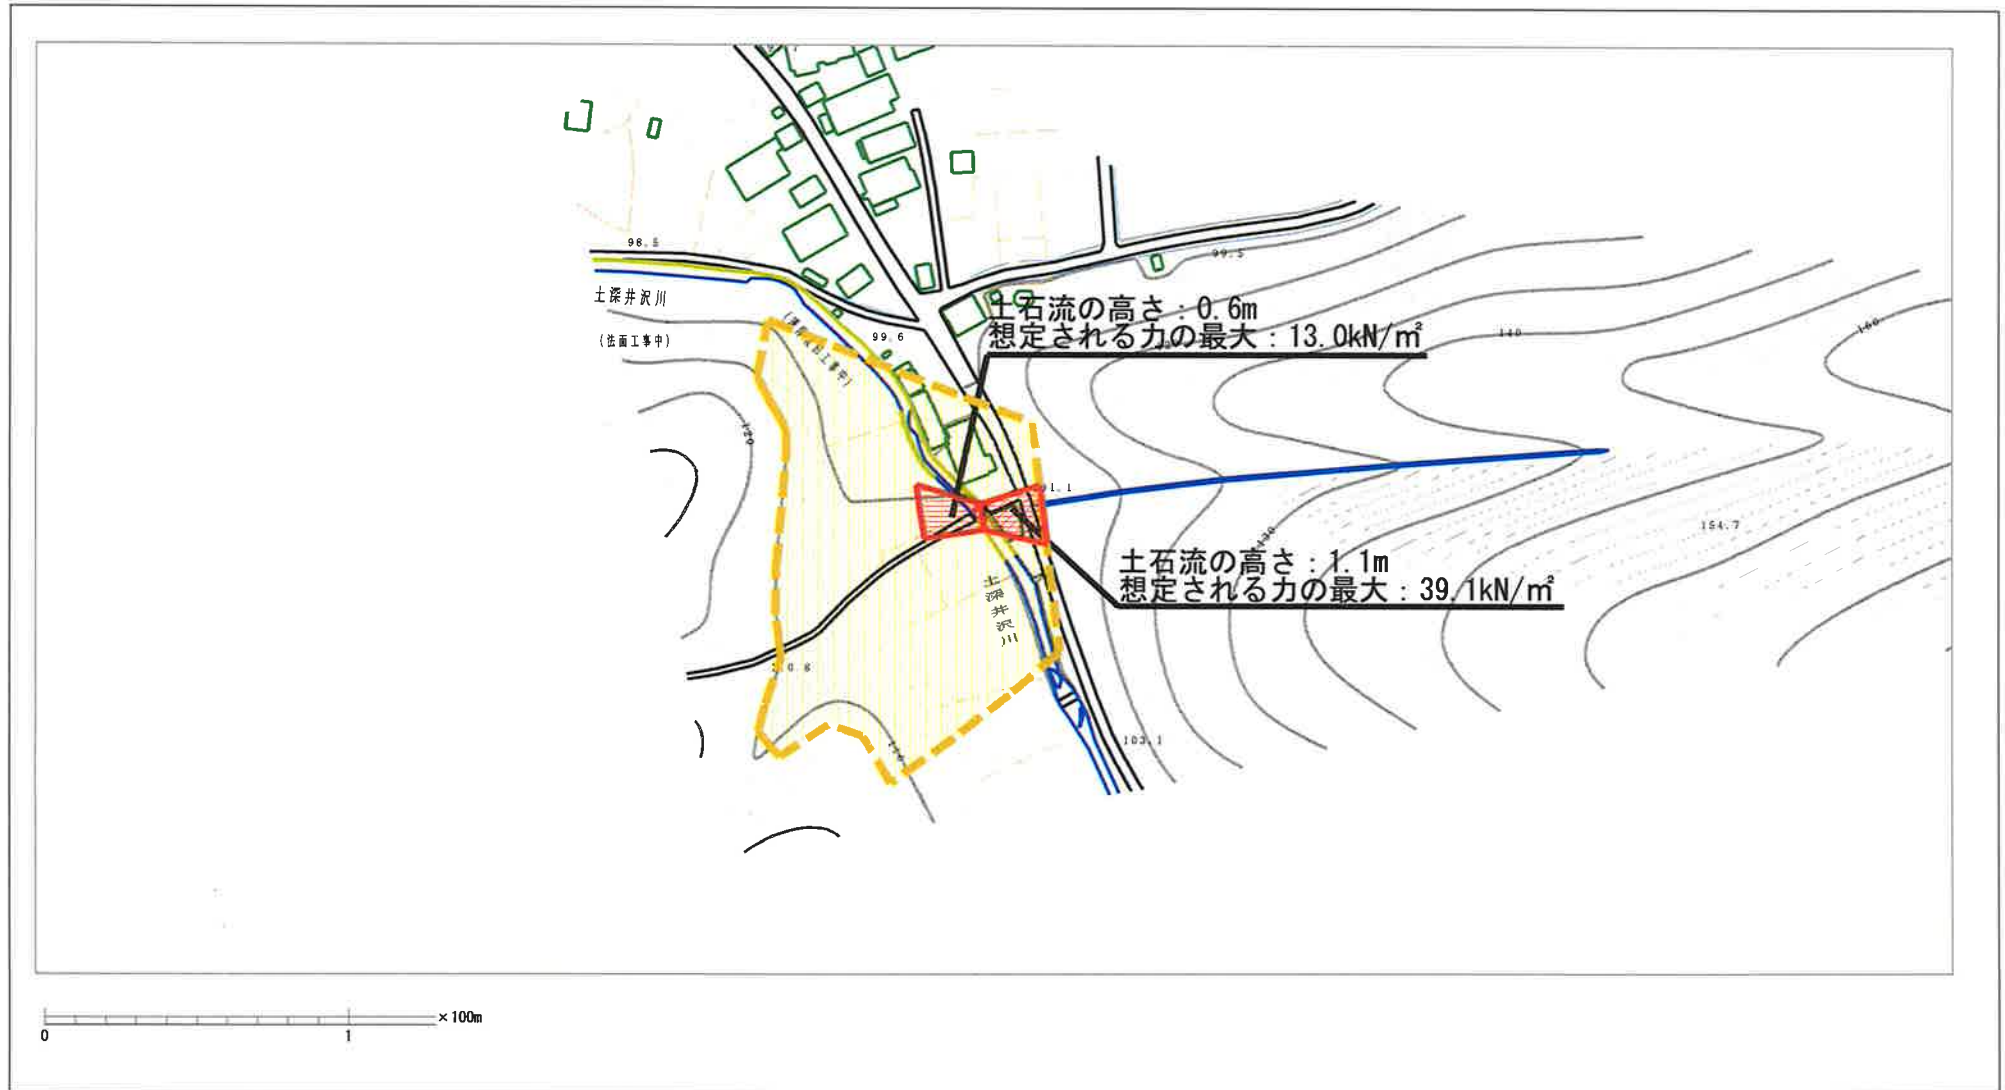 98.5
土深井沢川
(法面工事中)
99.6
99.5
土石流の高さ：0.6m
想定される力の最大：13.0kN/㎡
140
160
120
154.7
130
土石流の高さ：1.1m
想定される力の最大：39.1kN/㎡
土深井沢川
103.1
110
×100m
0 1